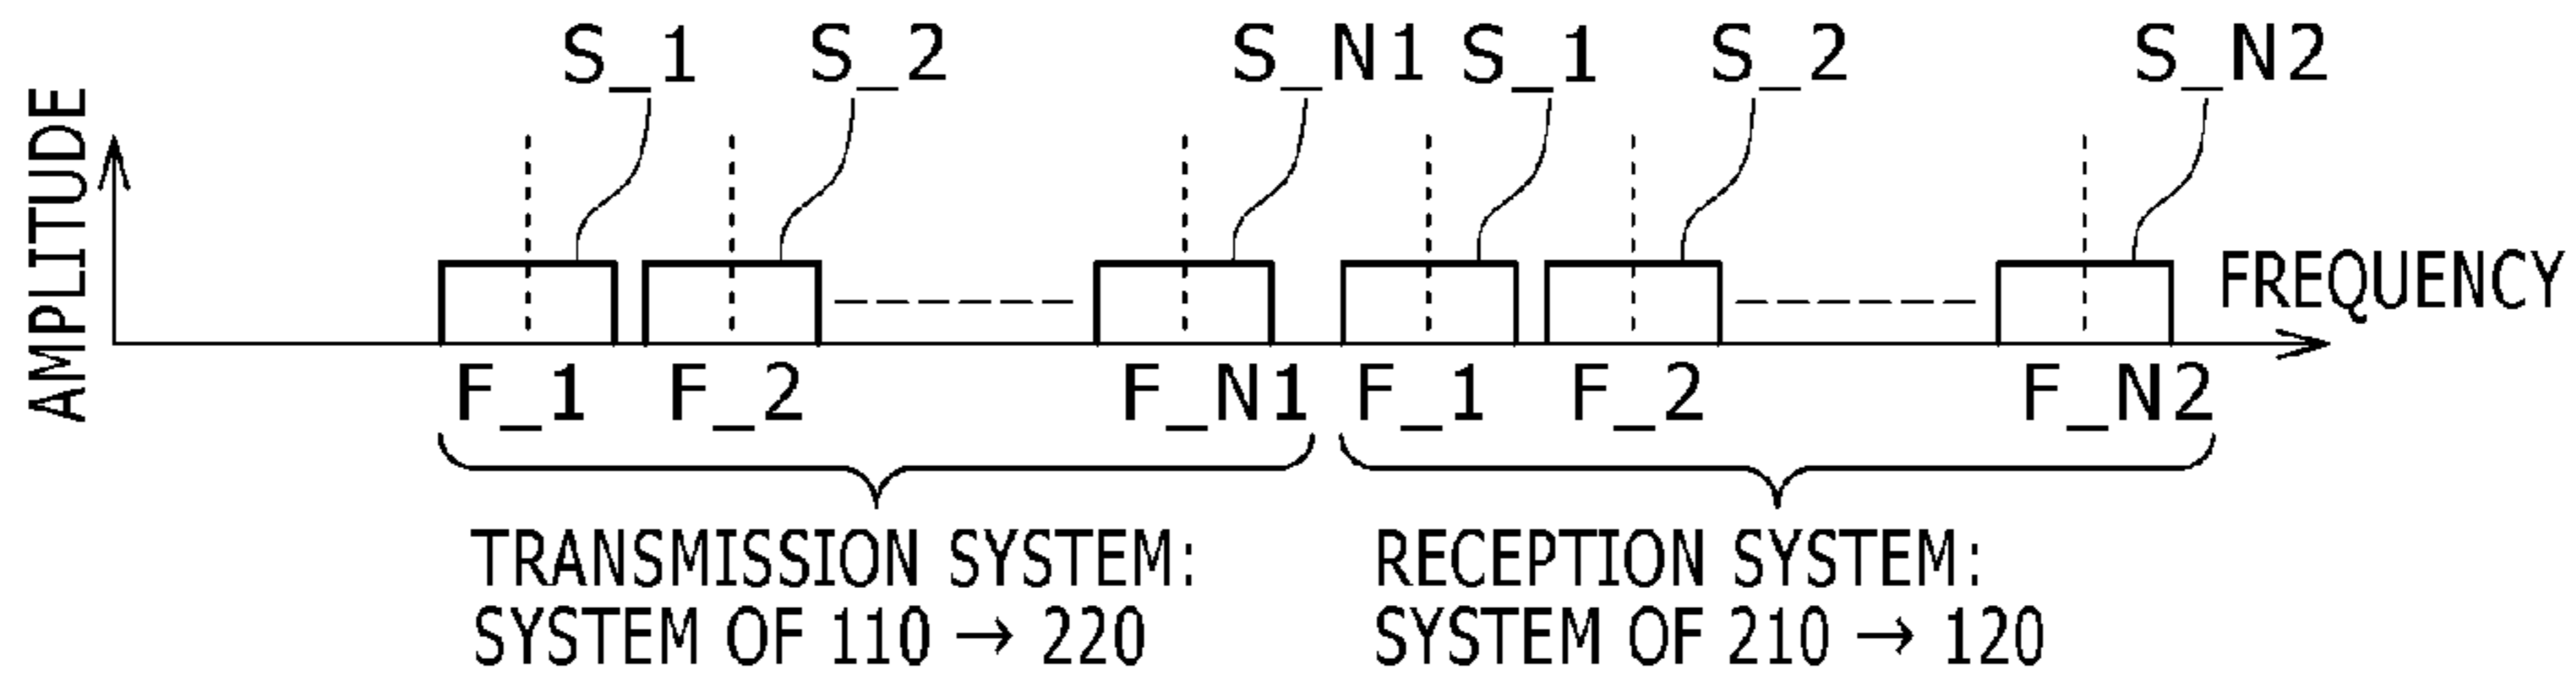 S_1 S_2 S_N1 S_1 S_2 S_N2
AMPLITUDE
FREQUENCY
F_1 F_2 F_N1 F_1 F_2 F_N2
TRANSMISSION SYSTEM:
SYSTEM OF 110 → 220
RECEPTION SYSTEM:
SYSTEM OF 210 → 120